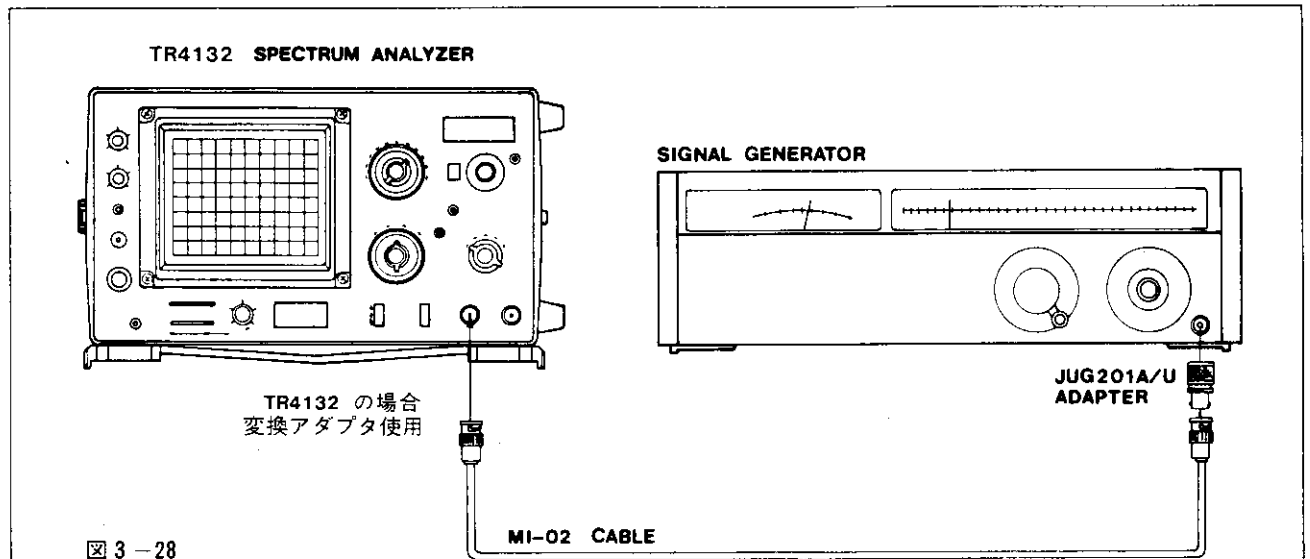 TR4132 SPECTRUM ANALYZER
SIGNAL GENERATOR
JUG201A/U
ADAPTER
TR4132 の場合
変換アダプタ使用
MI-02 CABLE
図 3-28